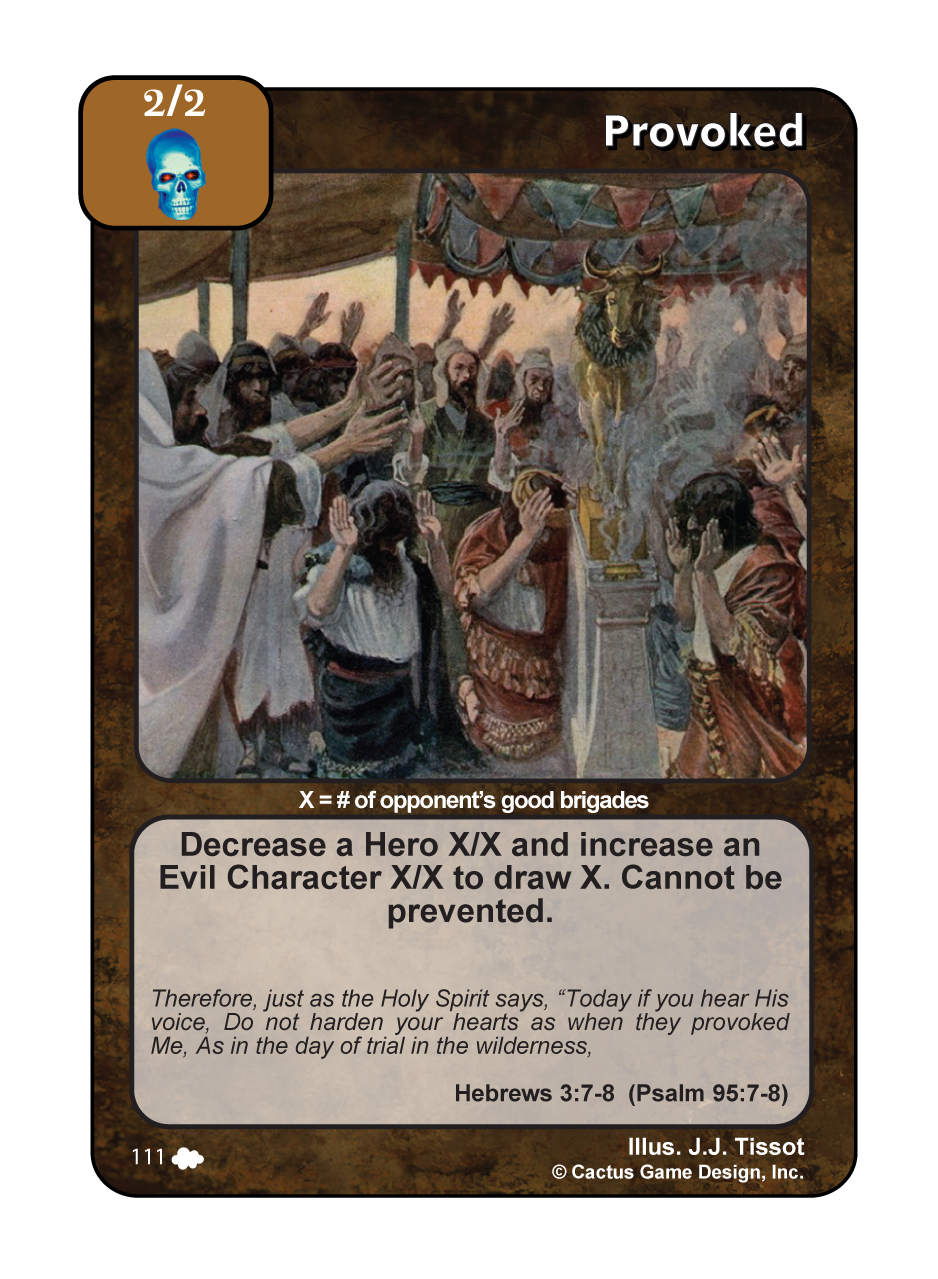 2/2
Provoked
X = # of opponent's good brigades
Decrease a Hero X/X and increase an
Evil Character X/X to draw X. Cannot be
prevented.
Therefore, just as the Holy Spirit says, “Today if you hear His
voice, Do not harden your hearts as when they provoked
Me, As in the day of trial in the wilderness,
Hebrews 3:7-8 (Psalm 95:7-8)
111
Illus. J.J. Tissot
© Cactus Game Design, Inc.